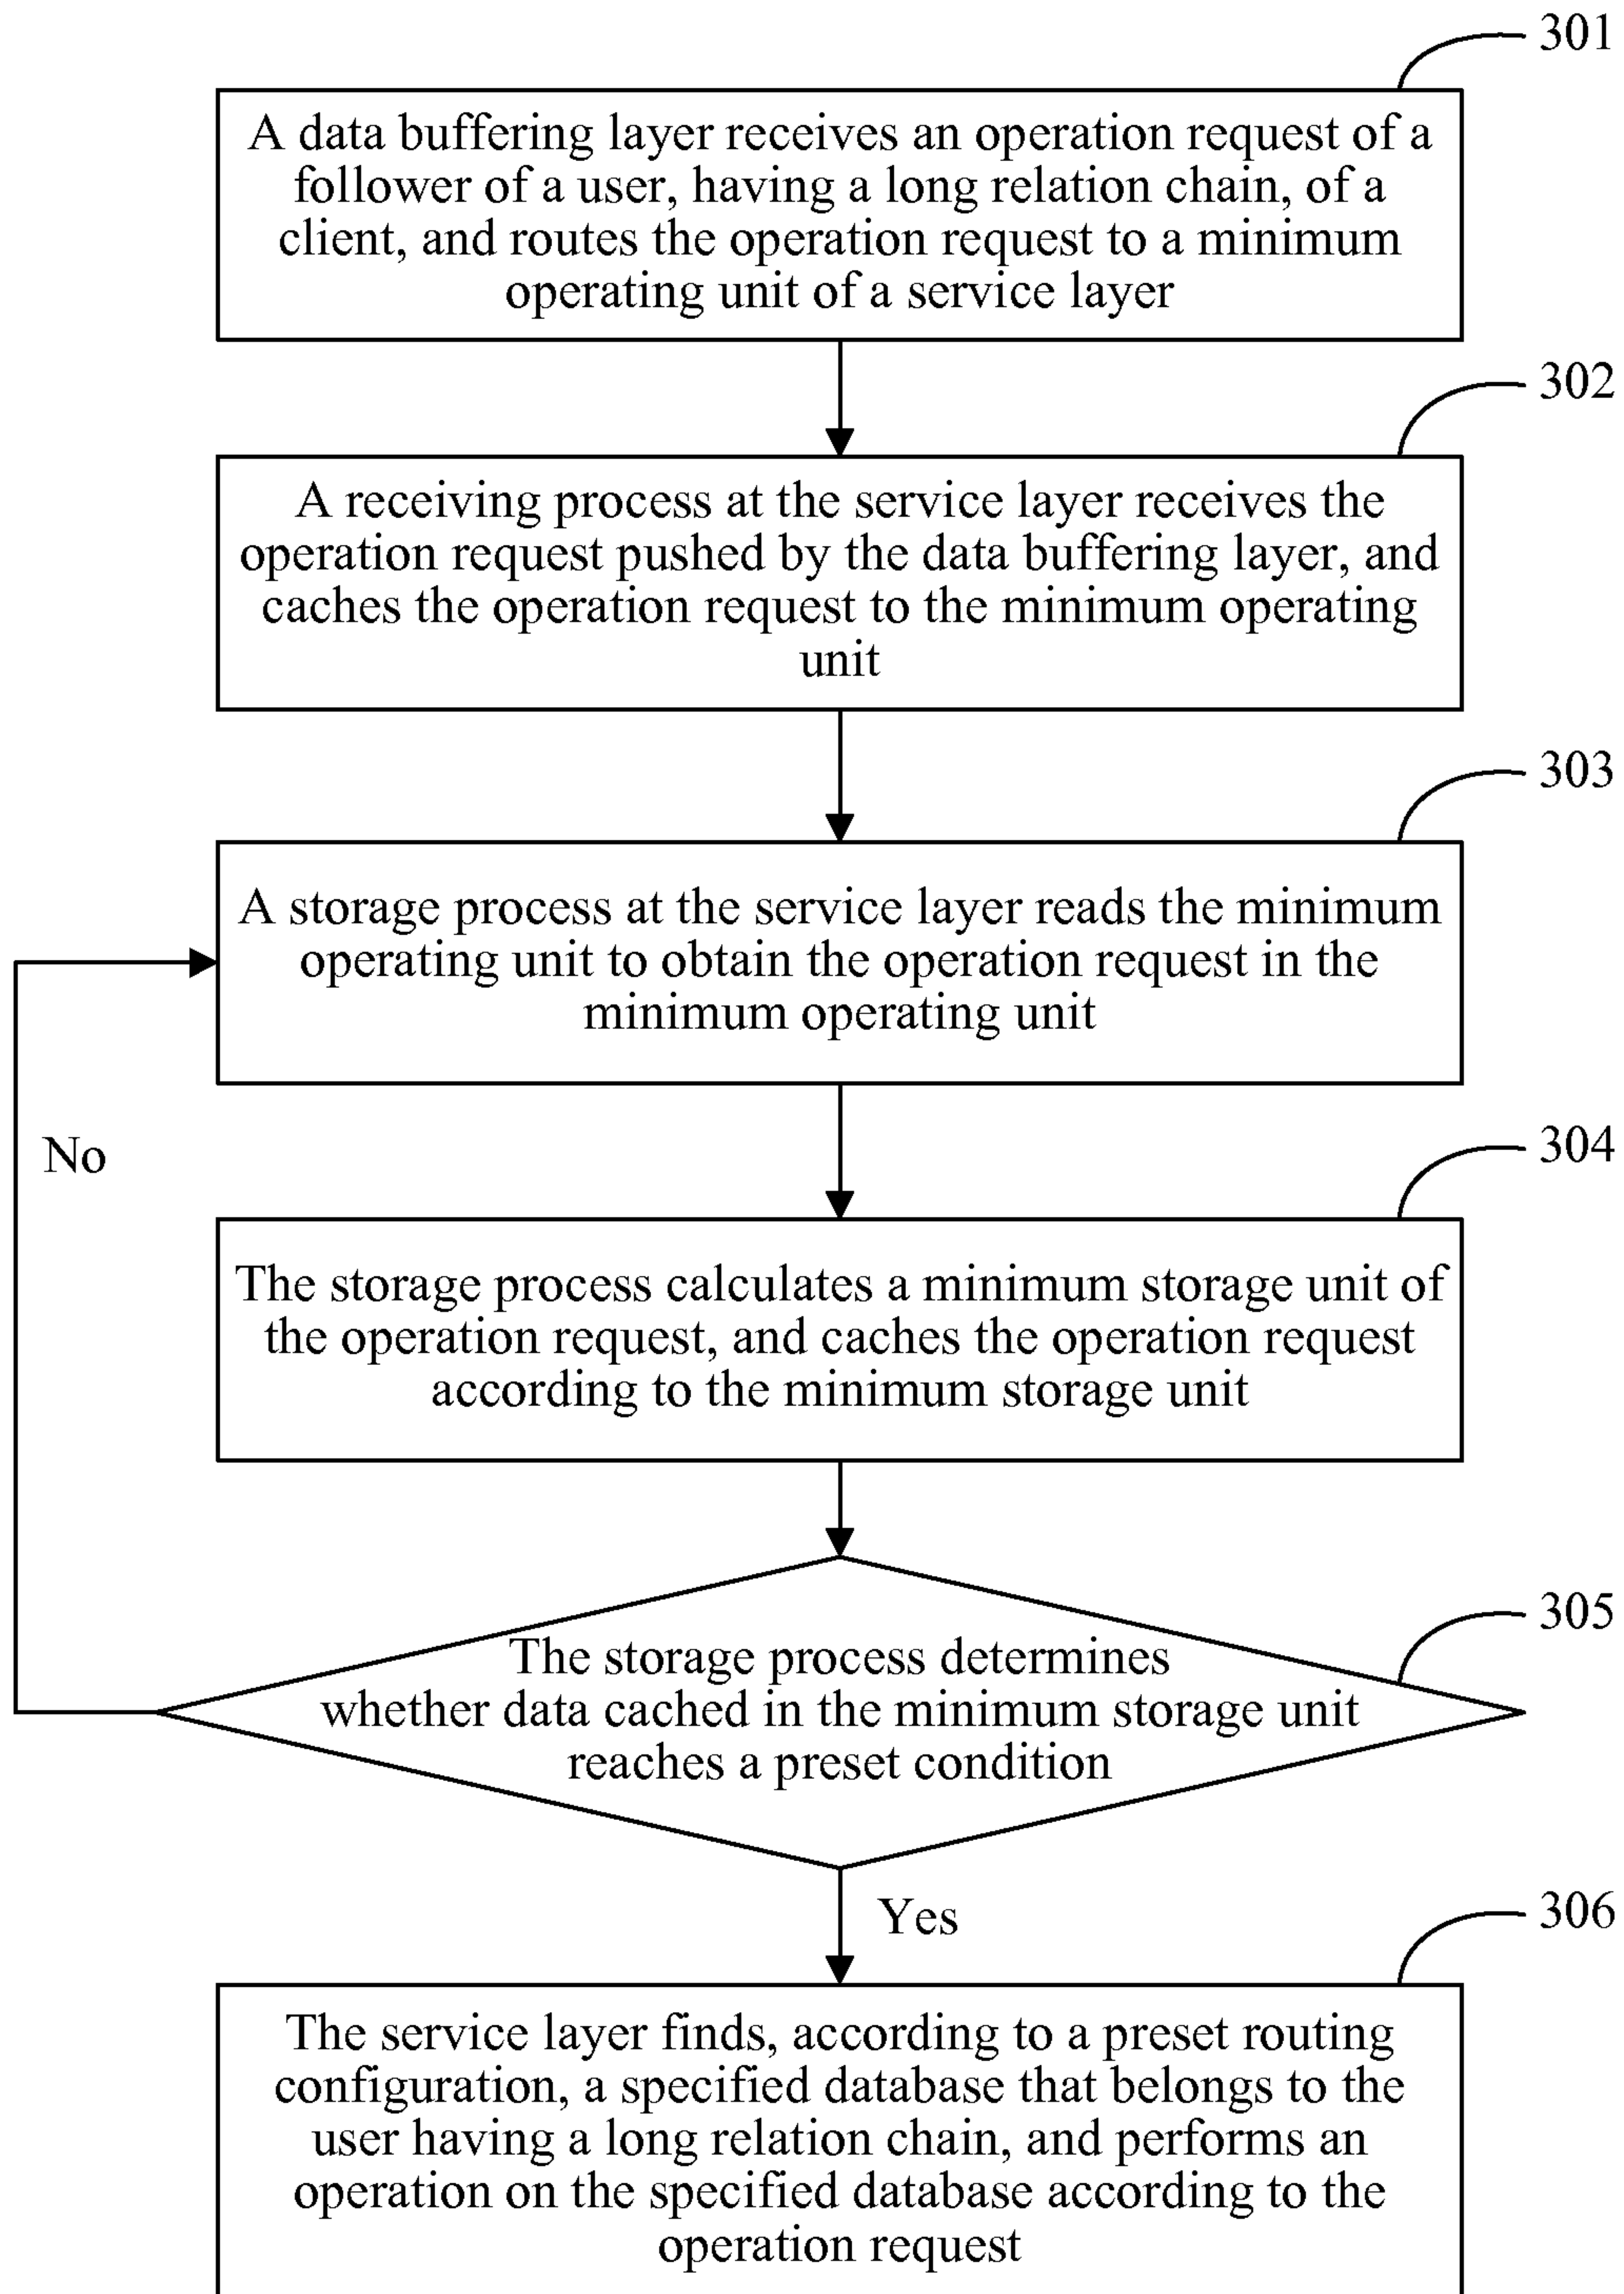 301
A data buffering layer receives an operation request of a
follower of a user, having a long relation chain, of a
client, and routes the operation request to a minimum
operating unit of a service layer
302
A receiving process at the service layer receives the
operation request pushed by the data buffering layer, and
caches the operation request to the minimum operating
unit
303
A storage process at the service layer reads the minimum
operating unit to obtain the operation request in the
minimum operating unit
No
304
The storage process calculates a minimum storage unit of
the operation request, and caches the operation request
according to the minimum storage unit
305
The storage process determines
whether data cached in the minimum storage unit
reaches a preset condition
Yes
306
The service layer finds, according to a preset routing
configuration, a specified database that belongs to the
user having a long relation chain, and performs an
operation on the specified database according to the
operation request